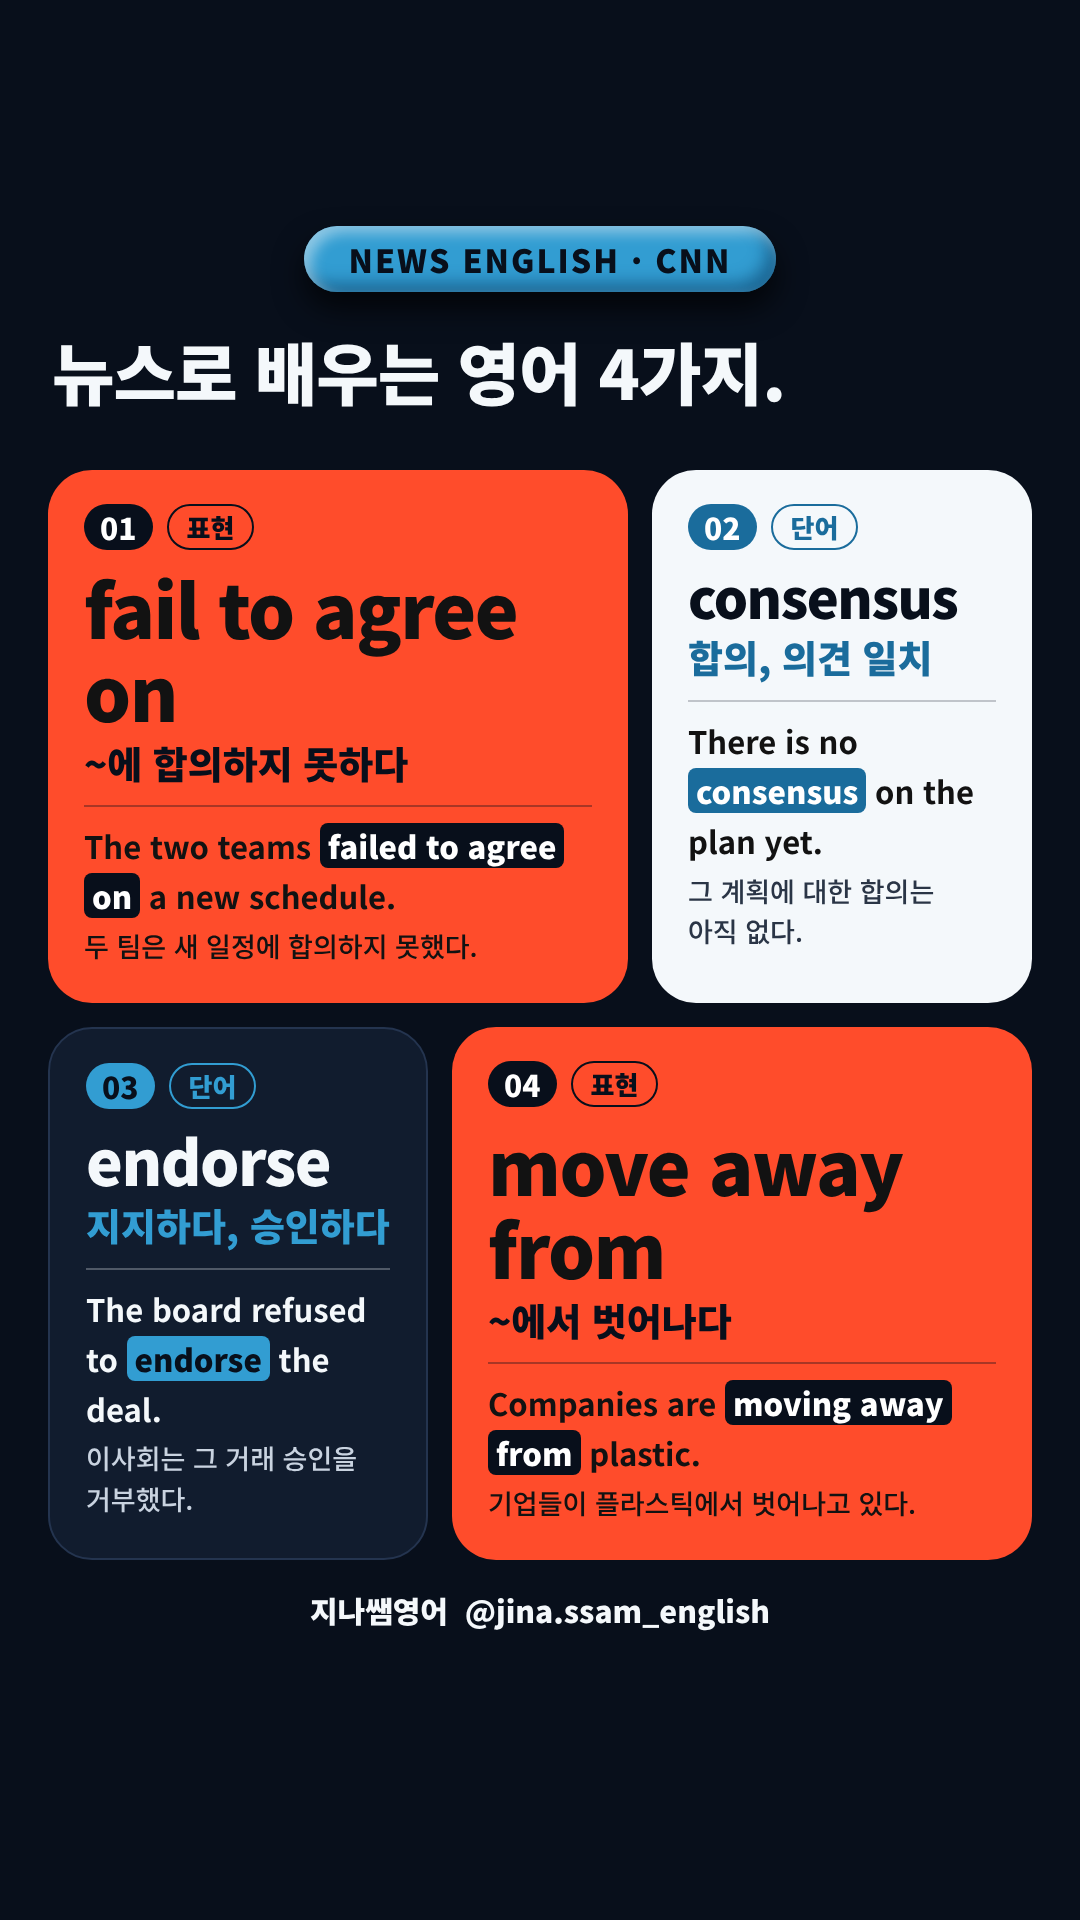 NEWS ENGLISH · CNN
뉴스로 배우는 영어 4가지.
01 표현
fail to agree
on
~에 합의하지 못하다
The two teams failed to agree
on a new schedule.
두 팀은 새 일정에 합의하지 못했다.
02 단어
consensus
합의, 의견 일치
There is no
consensus on the
plan yet.
그 계획에 대한 합의는
아직 없다.
03 단어
endorse
지지하다, 승인하다
The board refused
to endorse the
deal.
이사회는 그 거래 승인을
거부했다.
04 표현
move away
from
~에서 벗어나다
Companies are moving away
from plastic.
기업들이 플라스틱에서 벗어나고 있다.
지나쌤영어 @jina.ssam_english